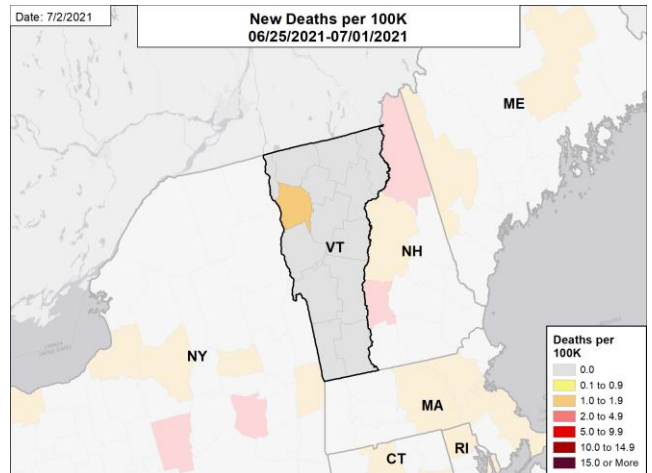 Date: 7/2/2021
New Deaths per 100K
06/25/2021-07/01/2021
ME
VT
NH
NY
MA
CT
RI
Deaths per
100K
0.0
0.1 to 0.9
1.0 to 1.9
2.0 to 4.9
5.0 to 9.9
10.0 to 14.9
15.0 or More